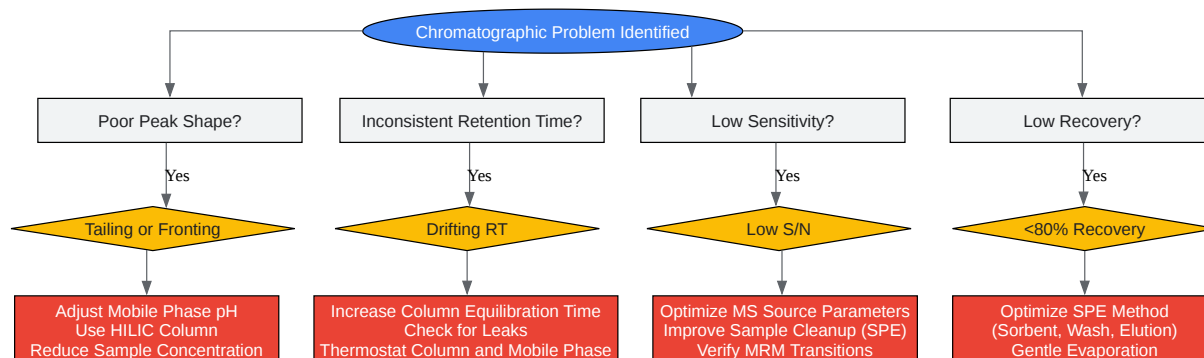 Chromatographic Problem Identified
Poor Peak Shape?
Inconsistent Retention Time?
Low Sensitivity?
Low Recovery?
Yes
Yes
Yes
Yes
Tailing or Fronting
Drifting RT
Low S/N
<80% Recovery
Adjust Mobile Phase pH
Use HILIC Column
Reduce Sample Concentration
Increase Column Equilibration Time
Check for Leaks
Thermostat Column and Mobile Phase
Optimize MS Source Parameters
Improve Sample Cleanup (SPE)
Verify MRM Transitions
Optimize SPE Method
(Sorbent, Wash, Elution)
Gentle Evaporation